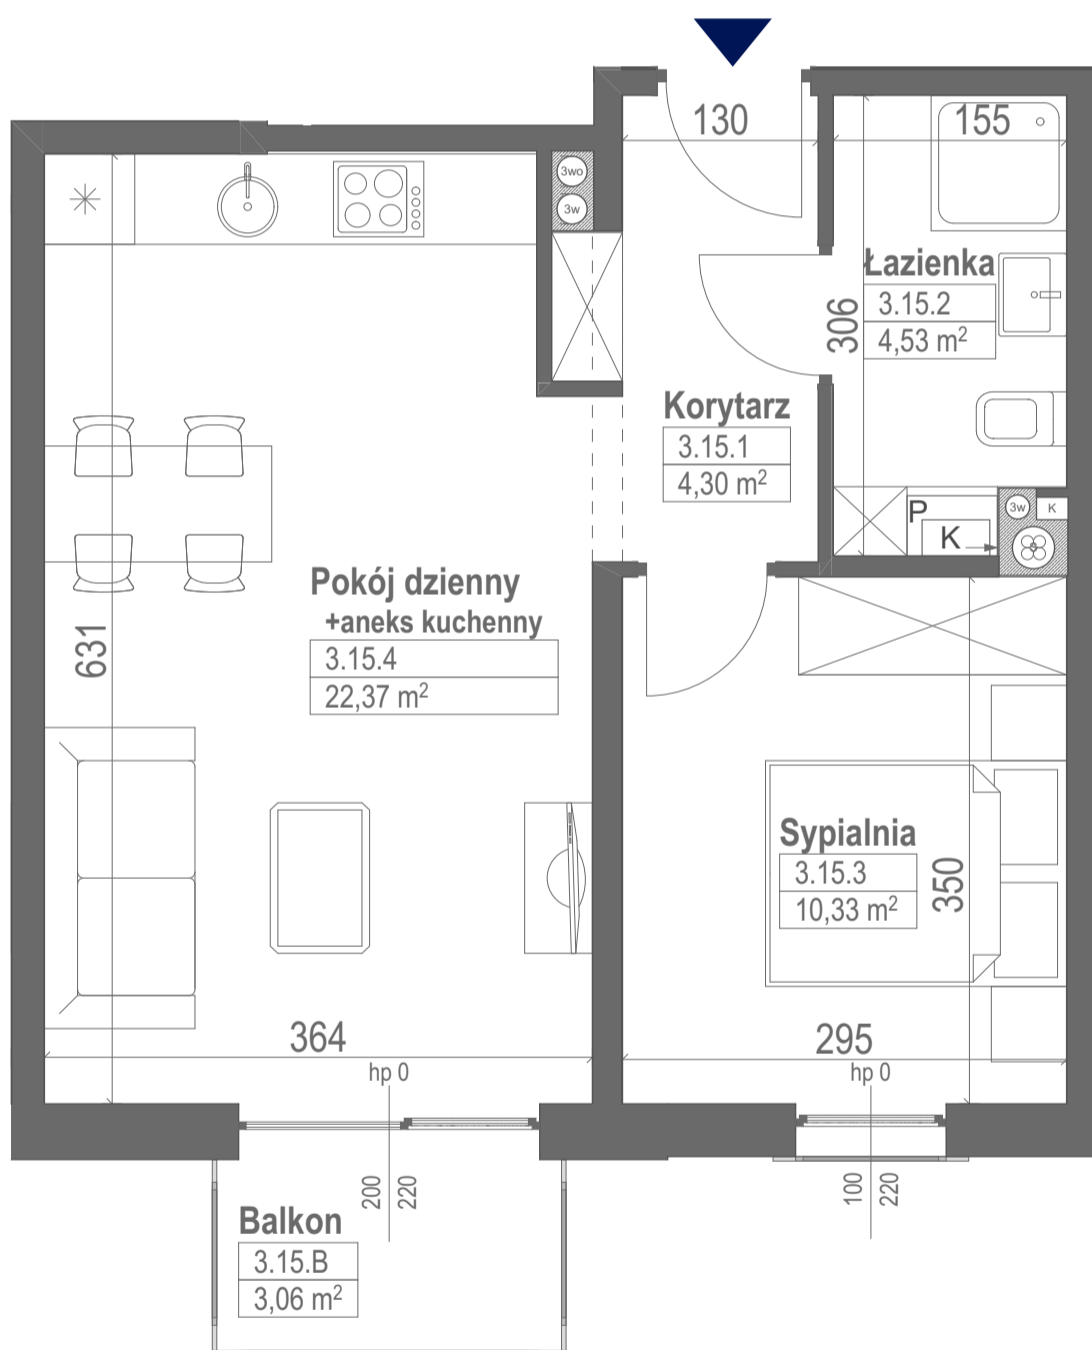 130
155
3wo
3w
Łazienka
3.15.2
4,53 m²
306
Korytarz
3.15.1
4,30 m²
P
K
3w
K
Pokój dzienny
+aneks kuchenny
3.15.4
22,37 m²
631
Sypialnia
3.15.3
10,33 m²
350
364
295
hp 0
hp 0
200
220
100
220
Balkon
3.15.B
3,06 m²